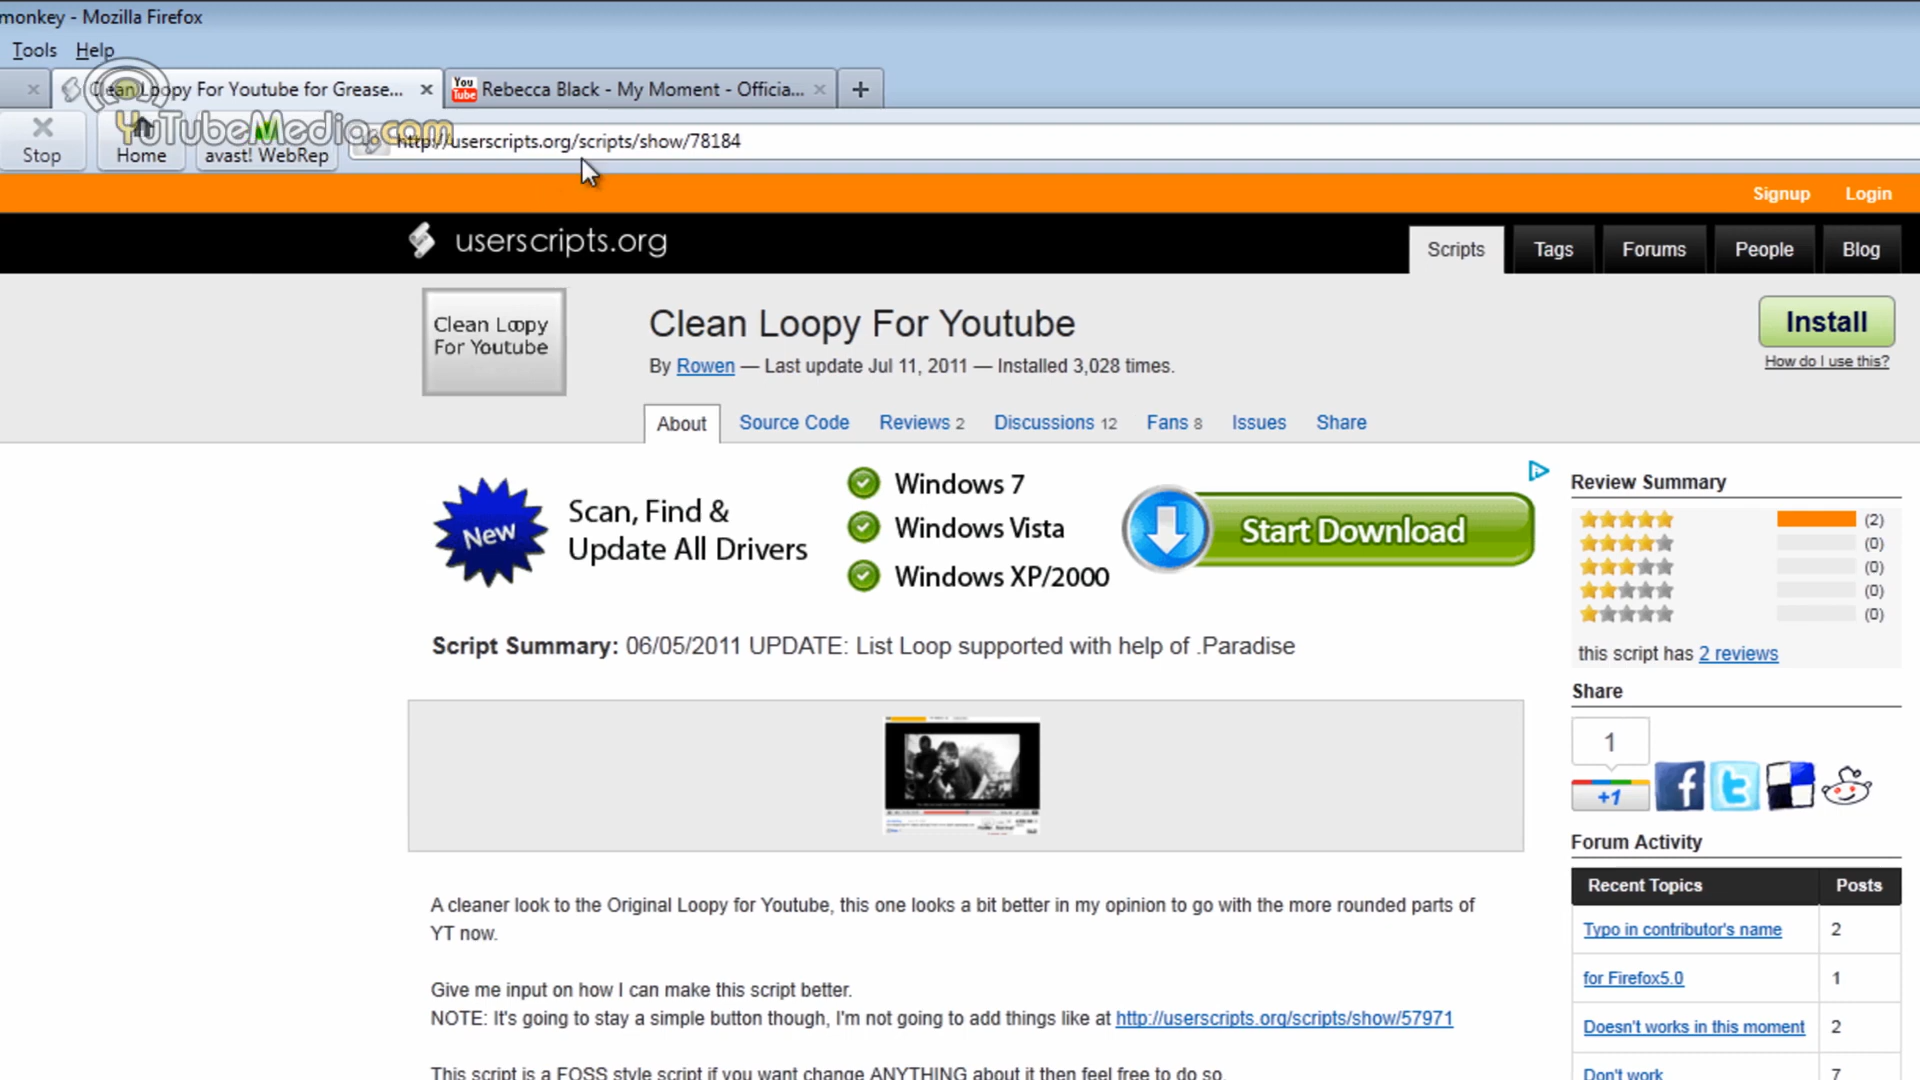 monkey - Mozilla Firefox
Tools Help
Clean Loopy For Youtube for Grease...
You Tube Rebecca Black - My Moment - Officia...
YuTubeMedia.com
Stop
Home
avast! WebRep
http://userscripts.org/scripts/show/78184
Signup Login
userscripts.org
Scripts Tags Forums People Blog
Clean Loopy
For Youtube
Clean Loopy For Youtube
By Rowen — Last update Jul 11, 2011 — Installed 3,028 times.
Install
How do I use this?
About Source Code Reviews 2 Discussions 12 Fans 8 Issues Share
New
Scan, Find &
Update All Drivers
Windows 7
Windows Vista
Windows XP/2000
Start Download
Script Summary: 06/05/2011 UPDATE: List Loop supported with help of .Paradise
A cleaner look to the Original Loopy for Youtube, this one looks a bit better in my opinion to go with the more rounded parts of
YT now.
Give me input on how I can make this script better.
NOTE: It's going to stay a simple button though, I'm not going to add things like at http://userscripts.org/scripts/show/57971
This script is a FOSS style script if you want change ANYTHING about it then feel free to do so.
Review Summary
(2)
(0)
(0)
(0)
(0)
this script has 2 reviews
Share
1
+1
Forum Activity
Recent Topics Posts
Typo in contributor's name 2
for Firefox5.0 1
Doesn't works in this moment 2
Don't work 7